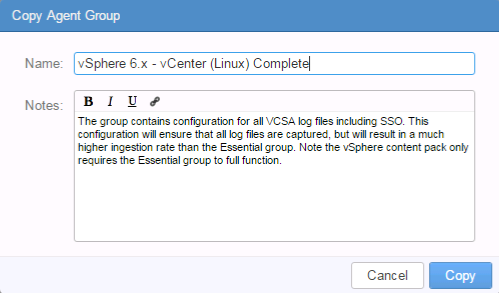 Copy Agent Group
Name: vSphere 6.x - vCenter (Linux) Complete
Notes:
B I U
The group contains configuration for all VCSA log files including SSO. This
configuration will ensure that all log files are captured, but will result in a much
higher ingestion rate than the Essential group. Note the vSphere content pack only
requires the Essential group to full function.
Cancel Copy